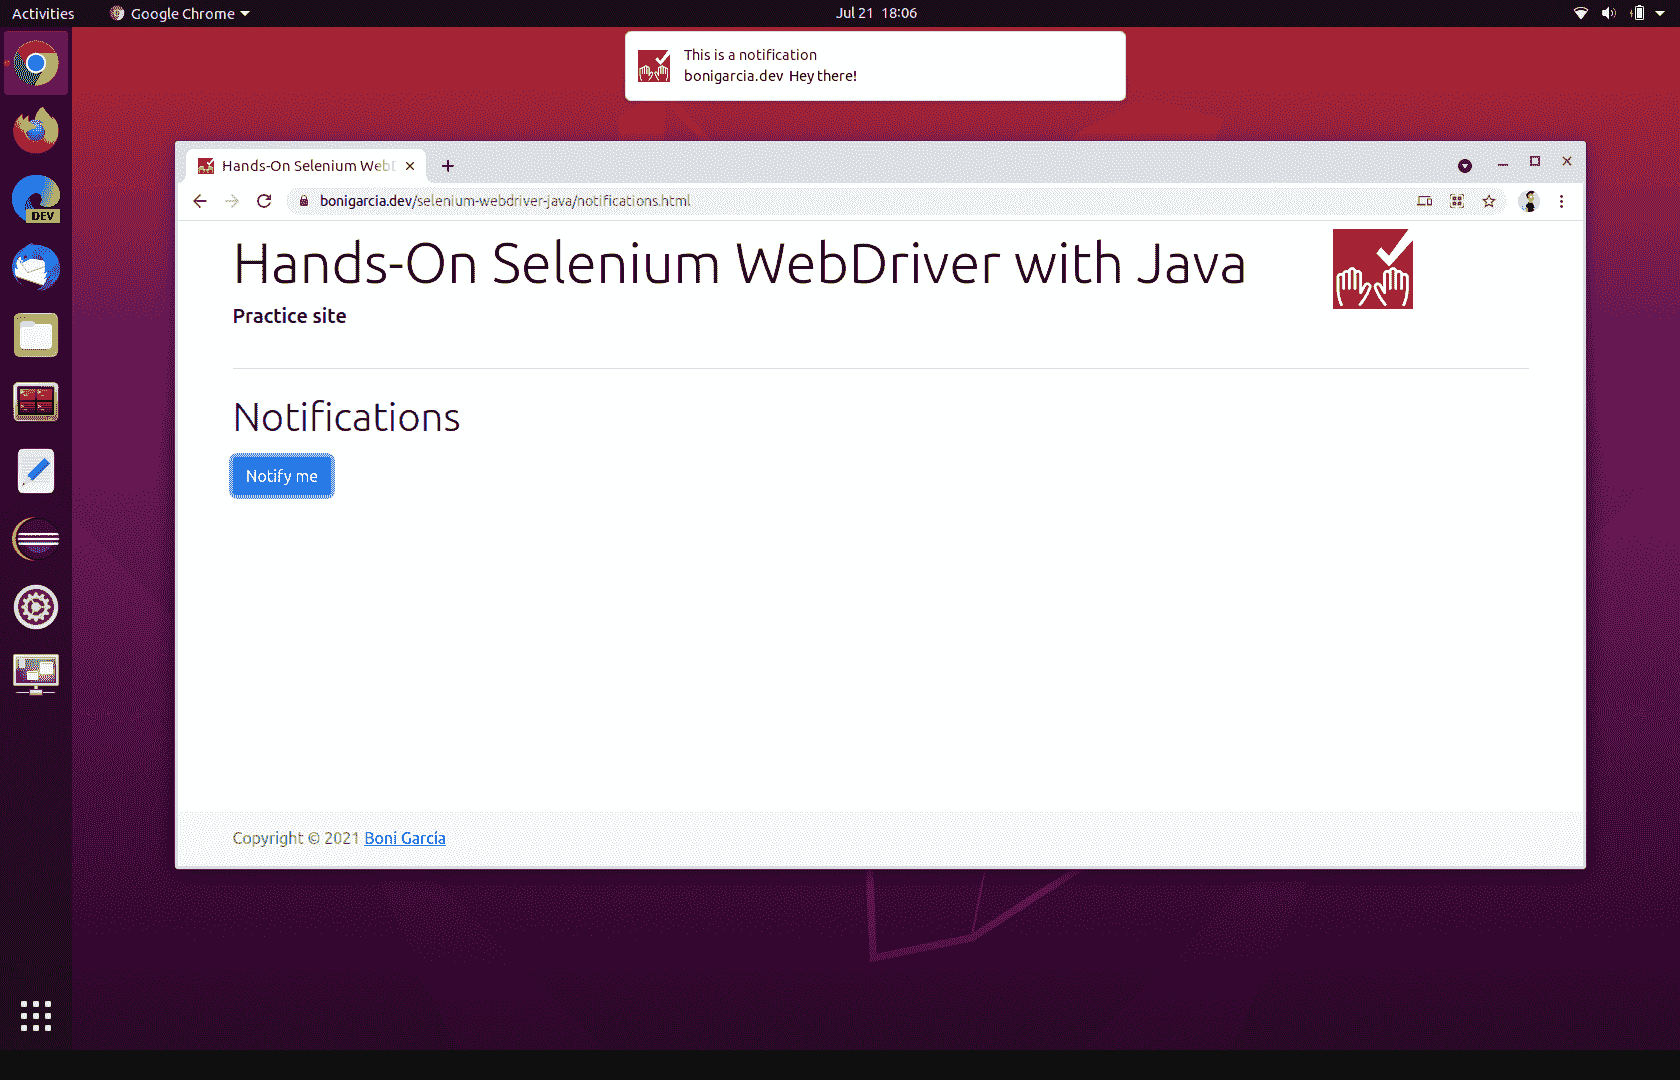 Activities
Google Chrome
Jul 21 18:06
This is a notification
bonigarcia.dev Hey there!
DEV
Hands-On Selenium WebD
bonigarcia.dev/selenium-webdriver-java/notifications.html
Hands-On Selenium WebDriver with Java
Practice site
Notifications
Notify me
Copyright © 2021 Boni García